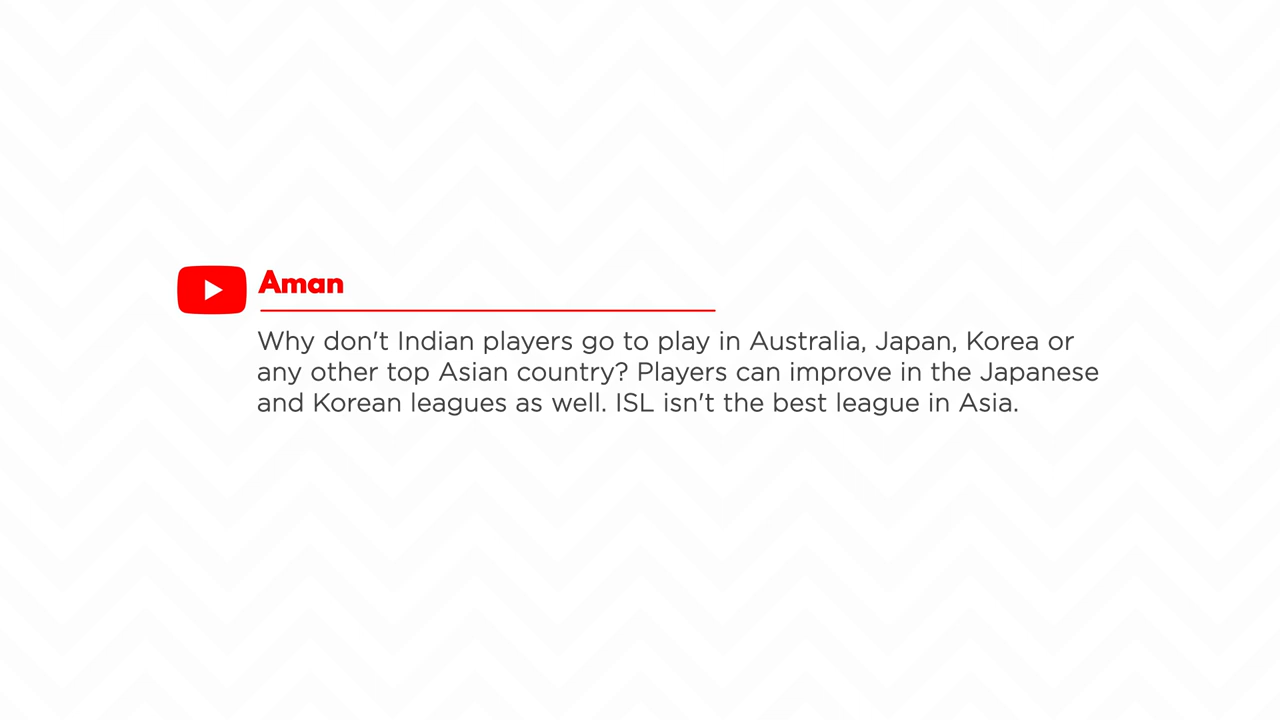 Aman
Why don't Indian players go to play in Australia, Japan, Korea or
any other top Asian country? Players can improve in the Japanese
and Korean leagues as well. ISL isn't the best league in Asia.